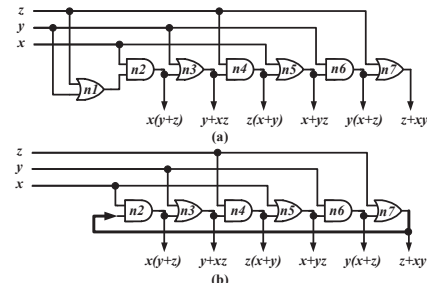 z
y
x
n1 n2 n3 n4 n5 n6 n7
x(y+z) y+xz z(x+y) x+yz y(x+z) z+xy
(a)
z
y
x
n2 n3 n4 n5 n6 n7
x(y+z) y+xz z(x+y) x+yz y(x+z) z+xy
(b)